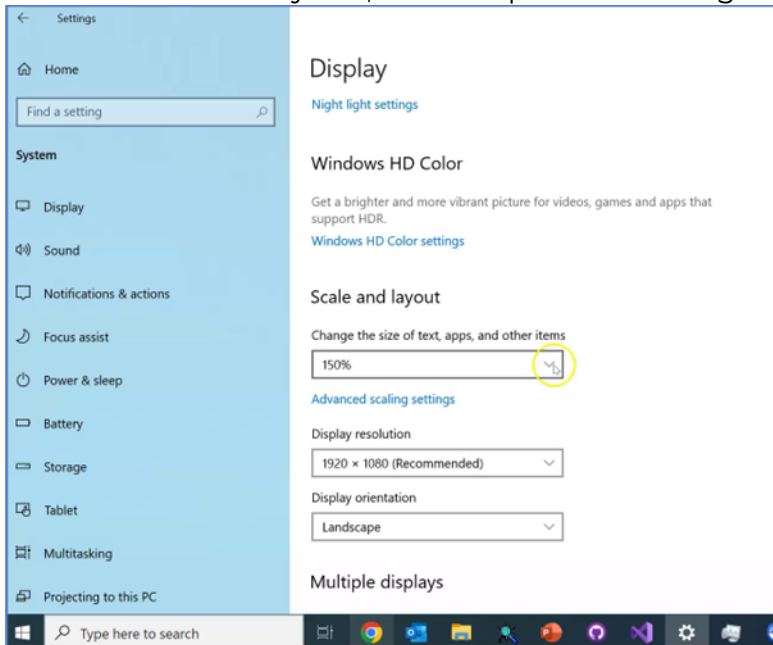 Settings
Home
Find a setting
System
Display
Sound
Notifications & actions
Focus assist
Power & sleep
Battery
Storage
Tablet
Multitasking
Projecting to this PC
Display
Night light settings
Windows HD Color
Get a brighter and more vibrant picture for videos, games and apps that
support HDR.
Windows HD Color settings
Scale and layout
Change the size of text, apps, and other items
150%
Advanced scaling settings
Display resolution
1920 × 1080 (Recommended)
Display orientation
Landscape
Multiple displays
Type here to search